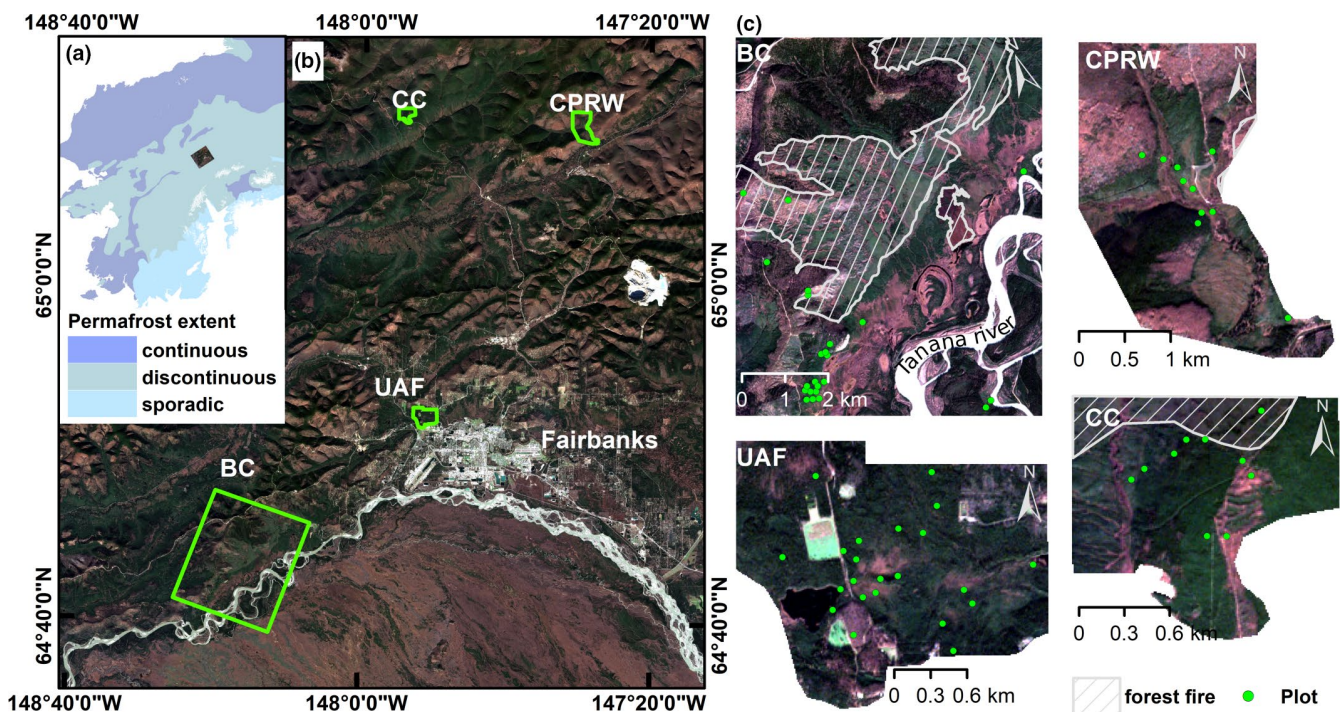 148°40'0"W
148°0'0"W
147°20'0"W
(a)
(b)
(c)
CC
CPRW
65°0'0"N
Permafrost extent
continuous
discontinuous
sporadic
UAF
Fairbanks
BC
64°40'0"N
148°40'0"W
148°0'0"W
147°20'0"W
65°0'0"N
64°40'0"N
BC
N
Tanana river
0 1 2 km
CPRW
N
0 0.5 1 km
UAF
N
0 0.3 0.6 km
CC
N
0 0.3 0.6 km
forest fire
Plot